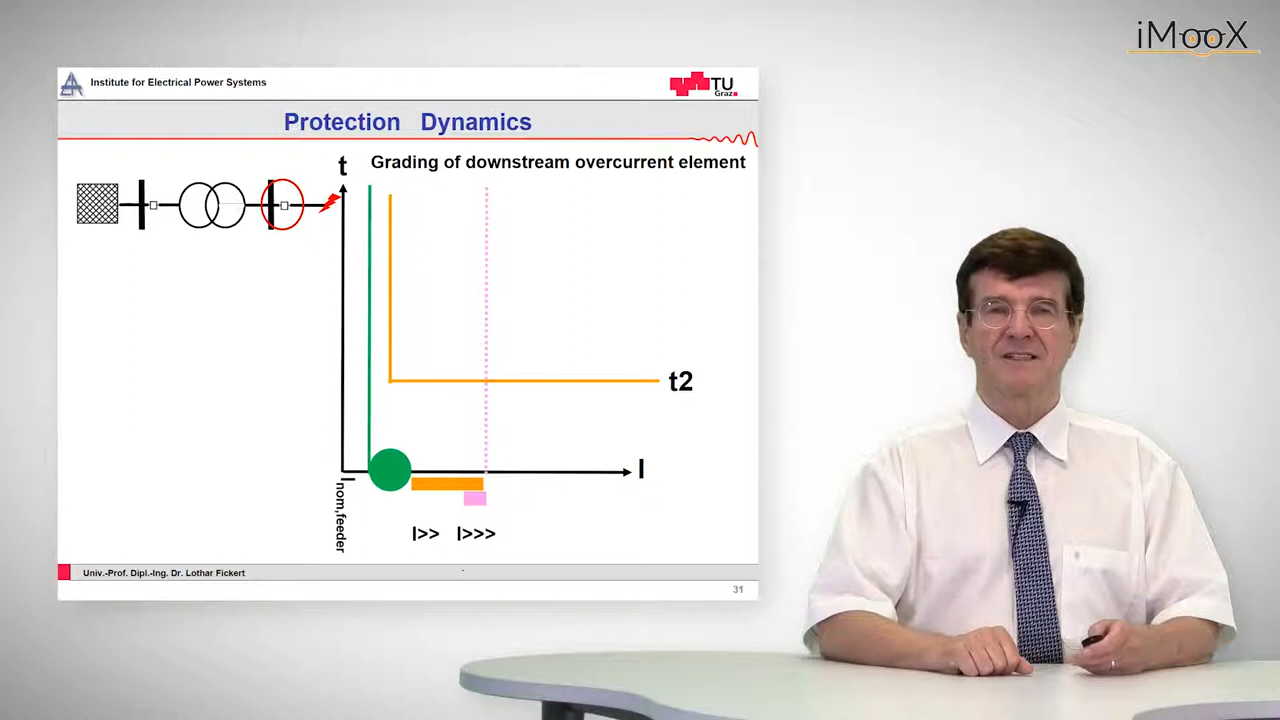 iMooX
Institute for Electrical Power Systems
TU
Graz
Protection Dynamics
Grading of downstream overcurrent element
t
t2
I
I nom,feeder
I>> I>>>
Univ.-Prof. Dipl.-Ing. Dr. Lothar Fickert
31